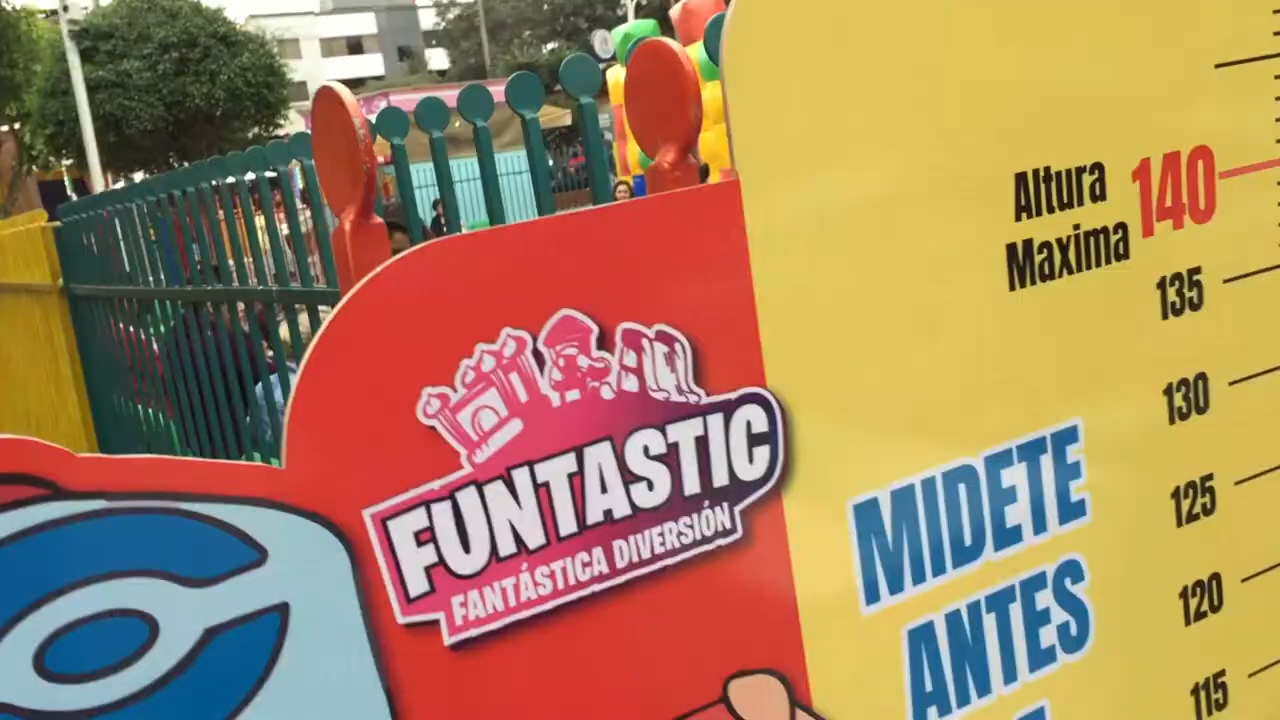 FUNTASTIC
FANTÁSTICA DIVERSIÓN
Altura
Maxima
140
135
130
125
120
115
MIDETE
ANTES